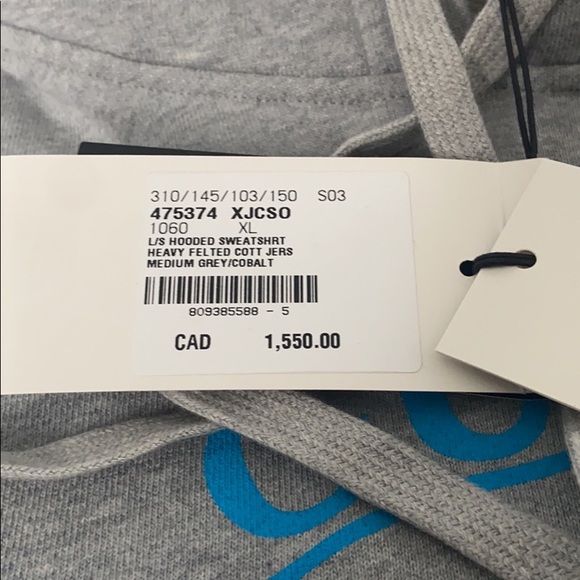 310/145/103/150 S03
475374 XJCSO
1060 XL
L/S HOODED SWEATSHRT
HEAVY FELTED COTT JERS
MEDIUM GREY/COBALT
809385588 - 5
CAD 1,550.00